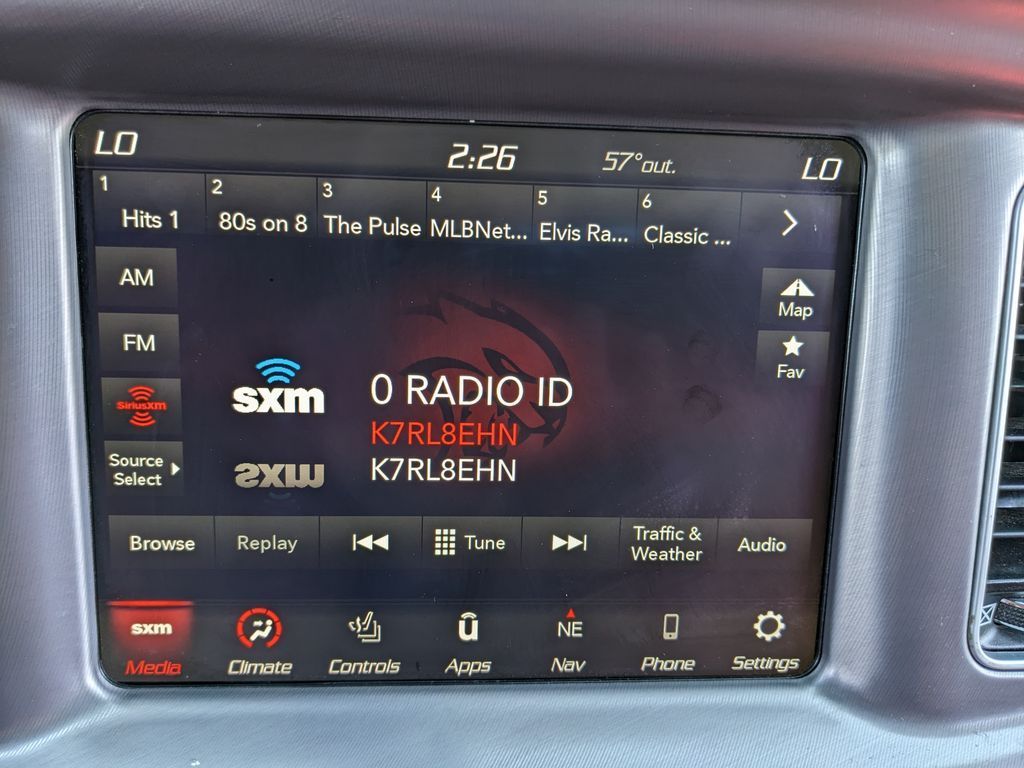 LO 2:26 57°out. LO
1 2 3 4 5 6
Hits 1 80s on 8 The Pulse MLBNet... Elvis Ra... Classic ...
AM
Map
FM
Fav
SiriusXM
sxm
0 RADIO ID
K7RL8EHN
K7RL8EHN
sxm
Source
Select
Browse Replay Tune Traffic & Weather Audio
sxm u NE
Media Climate Controls Apps Nav Phone Settings